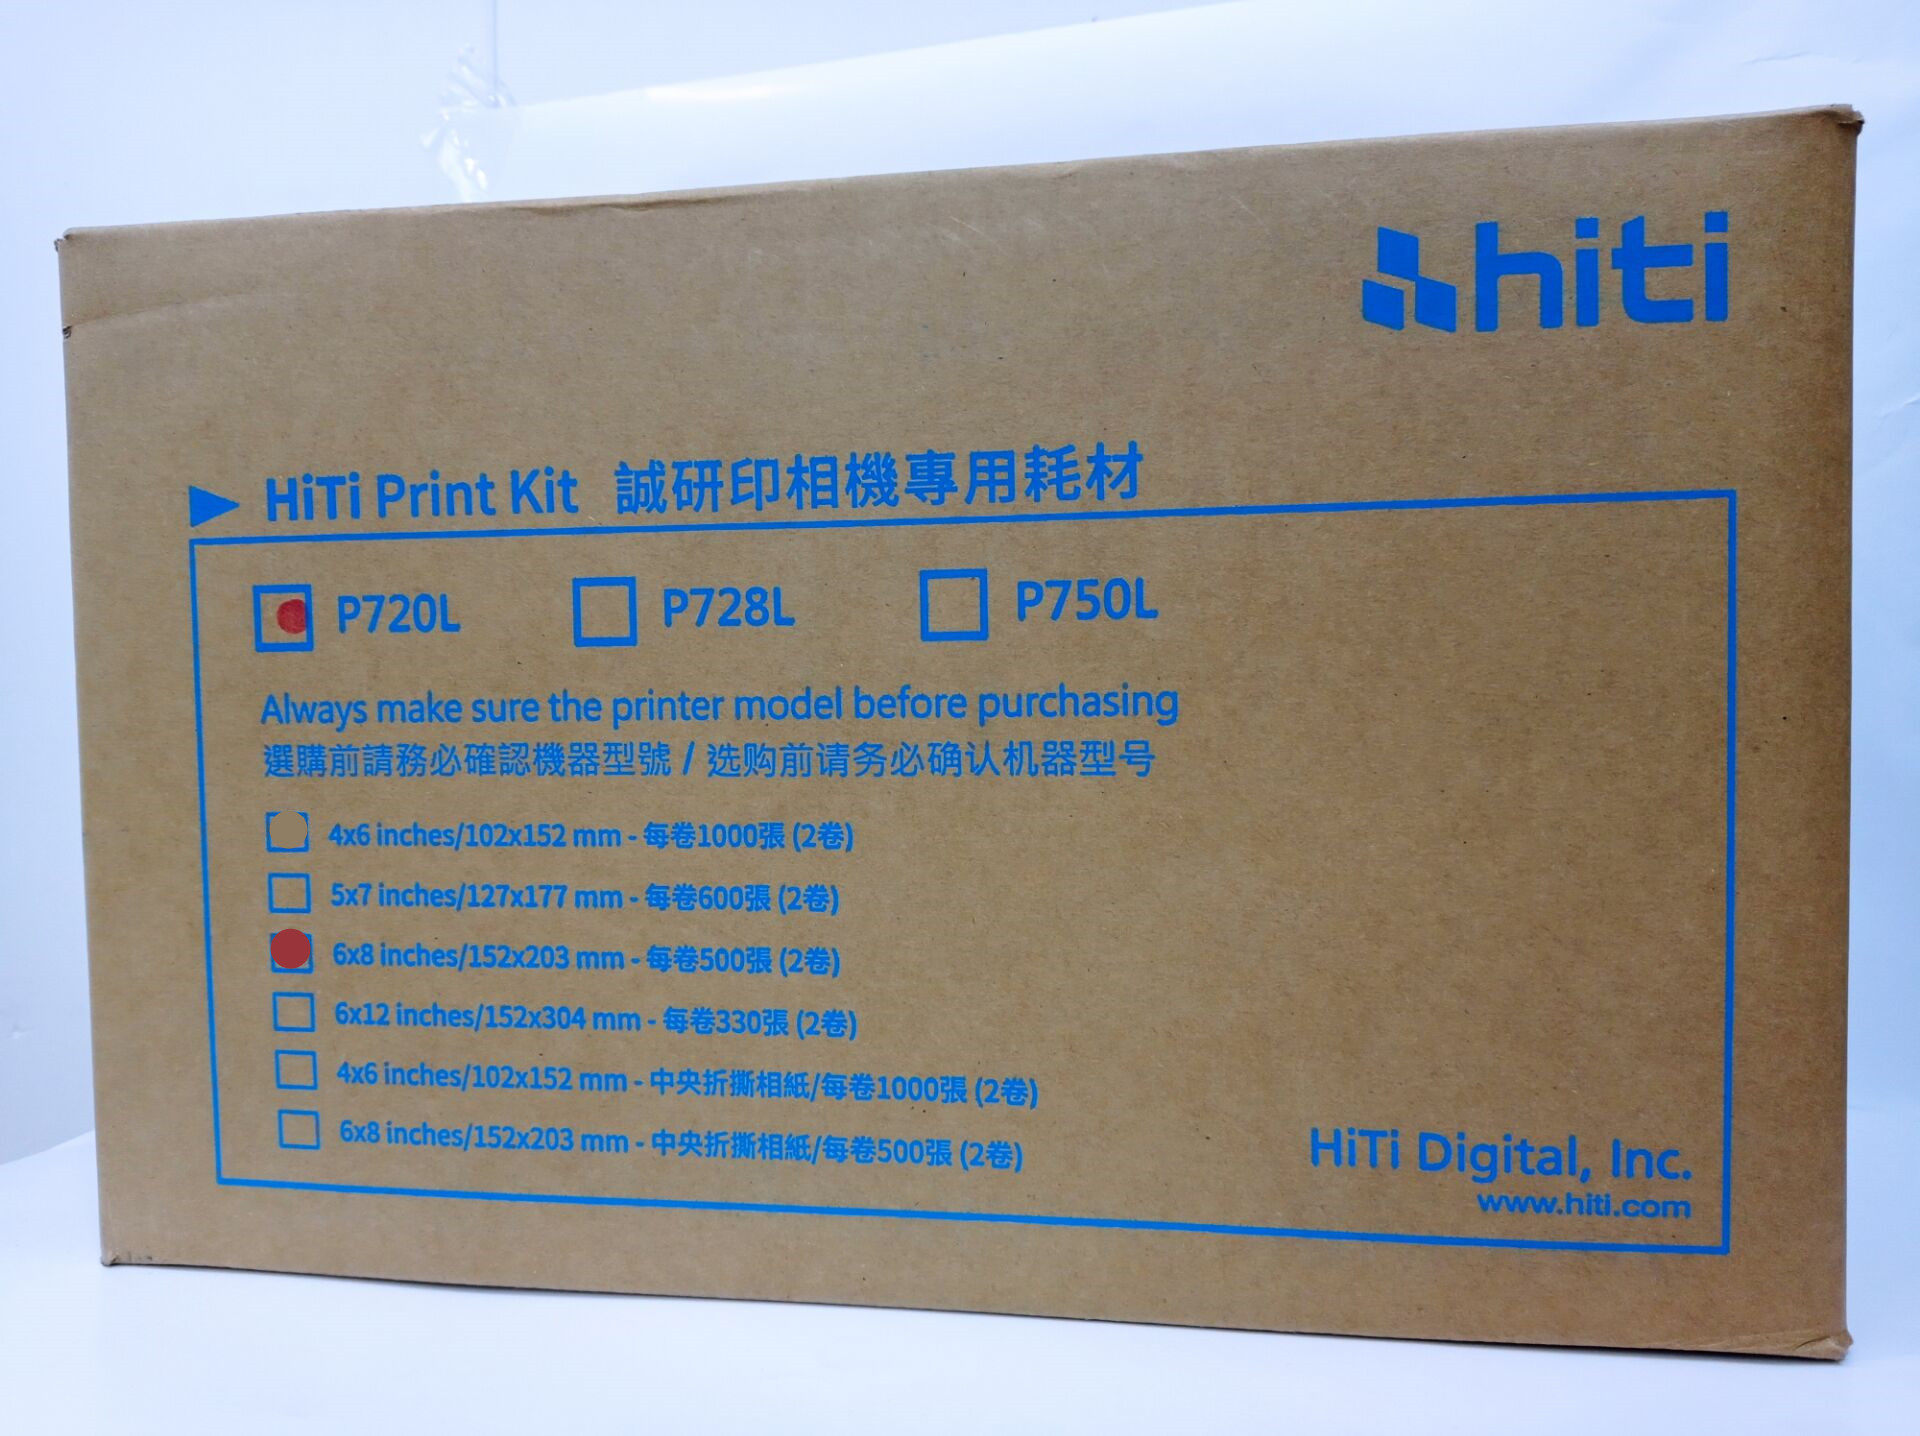 hiti
HiTi Print Kit 誠研印相機專用耗材
P720L P728L P750L
Always make sure the printer model before purchasing
選購前請務必確認機器型號 / 选购前请务必确认机器型号
4x6 inches/102x152 mm - 每卷1000張 (2卷)
5x7 inches/127x177 mm - 每卷600張 (2卷)
6x8 inches/152x203 mm - 每卷500張 (2卷)
6x12 inches/152x304 mm - 每卷330張 (2卷)
4x6 inches/102x152 mm - 中央折撕相紙/每卷1000張 (2卷)
6x8 inches/152x203 mm - 中央折撕相紙/每卷500張 (2卷)
HiTi Digital, Inc.
www.hiti.com